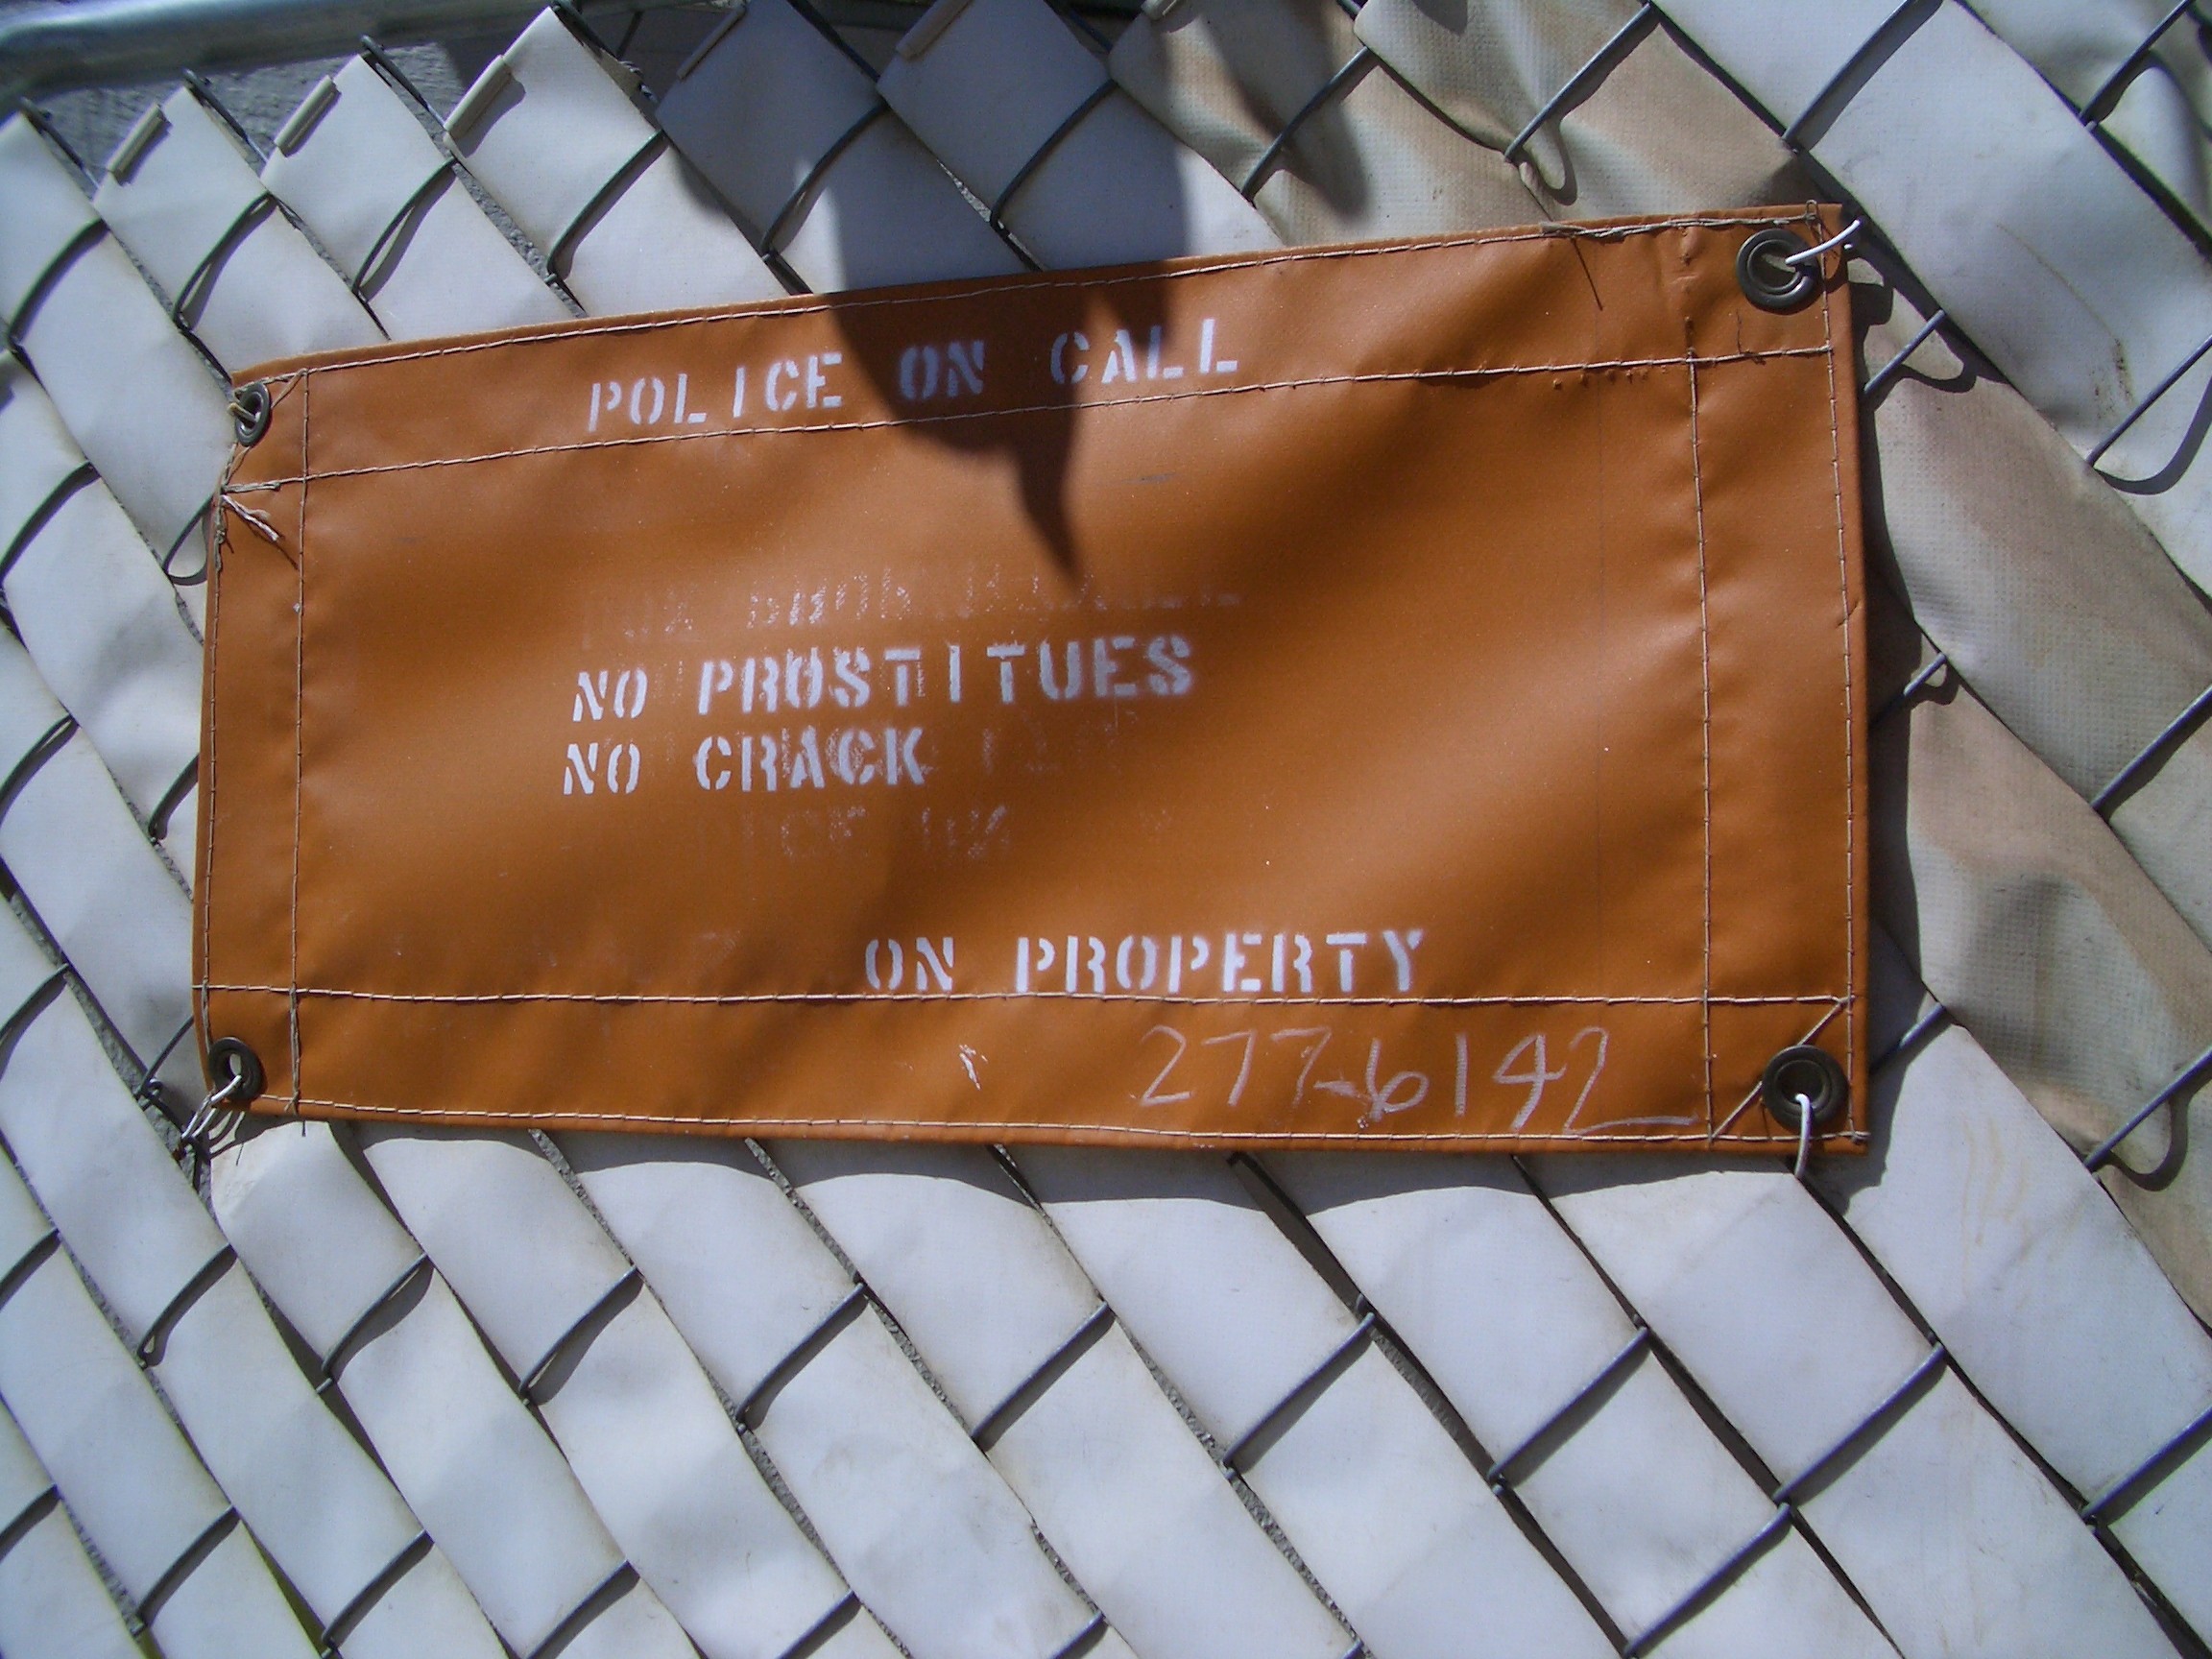 POLICE ON CALL
NO PROSTITUES
NO CRACK
ON PROPERTY
277-6142